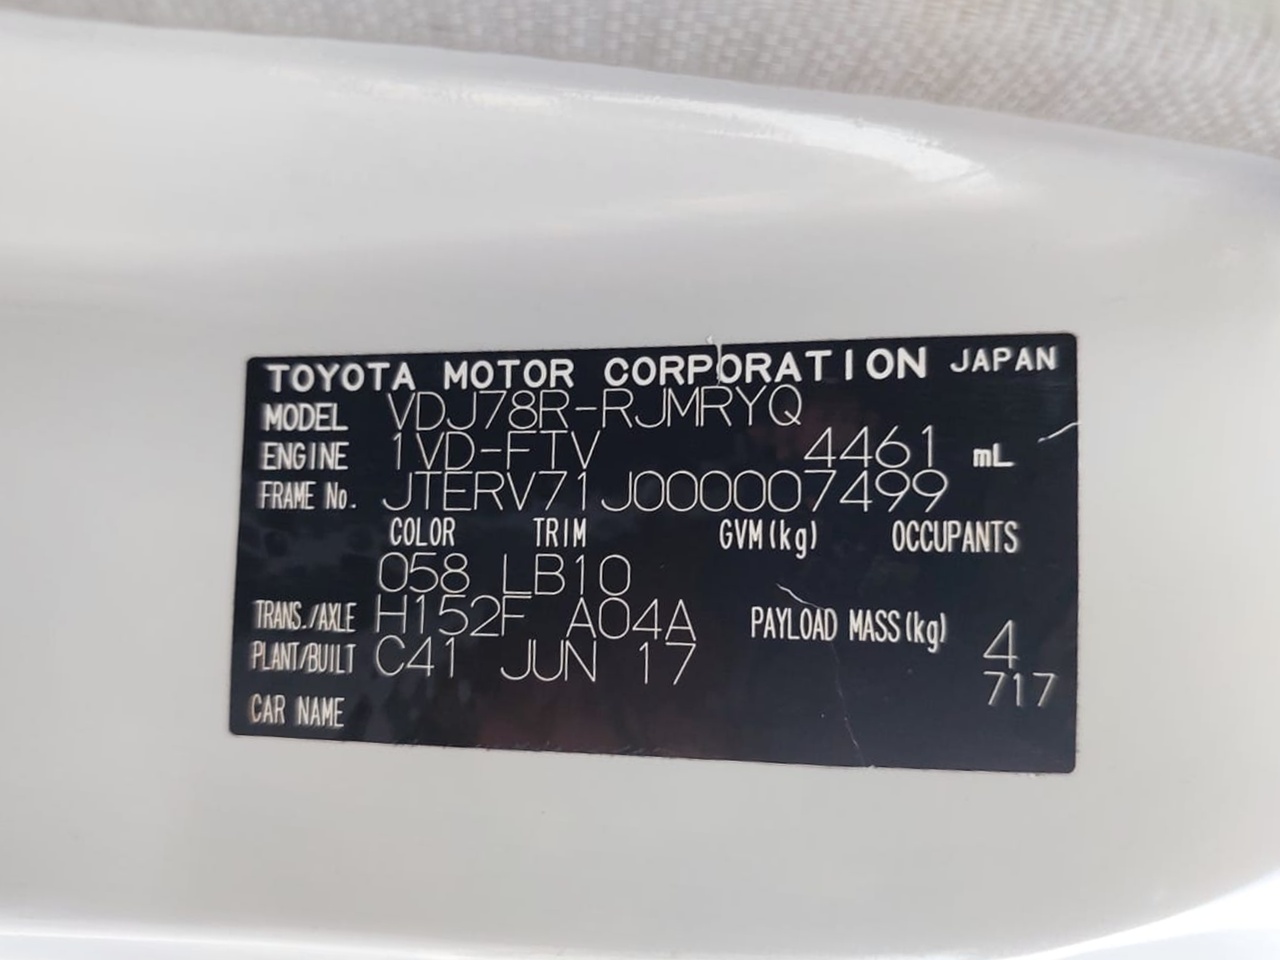 TOYOTA MOTOR CORPORATION JAPAN
MODEL VDJ78R-RJMRYQ
ENGINE 1VD-FTV 4461 mL
FRAME No. JTERV71J000007499
COLOR TRIM GVM(kg) OCCUPANTS
058 LB10
TRANS./AXLE H152F A04A PAYLOAD MASS(kg) 4
PLANT/BUILT C41 JUN 17 717
CAR NAME